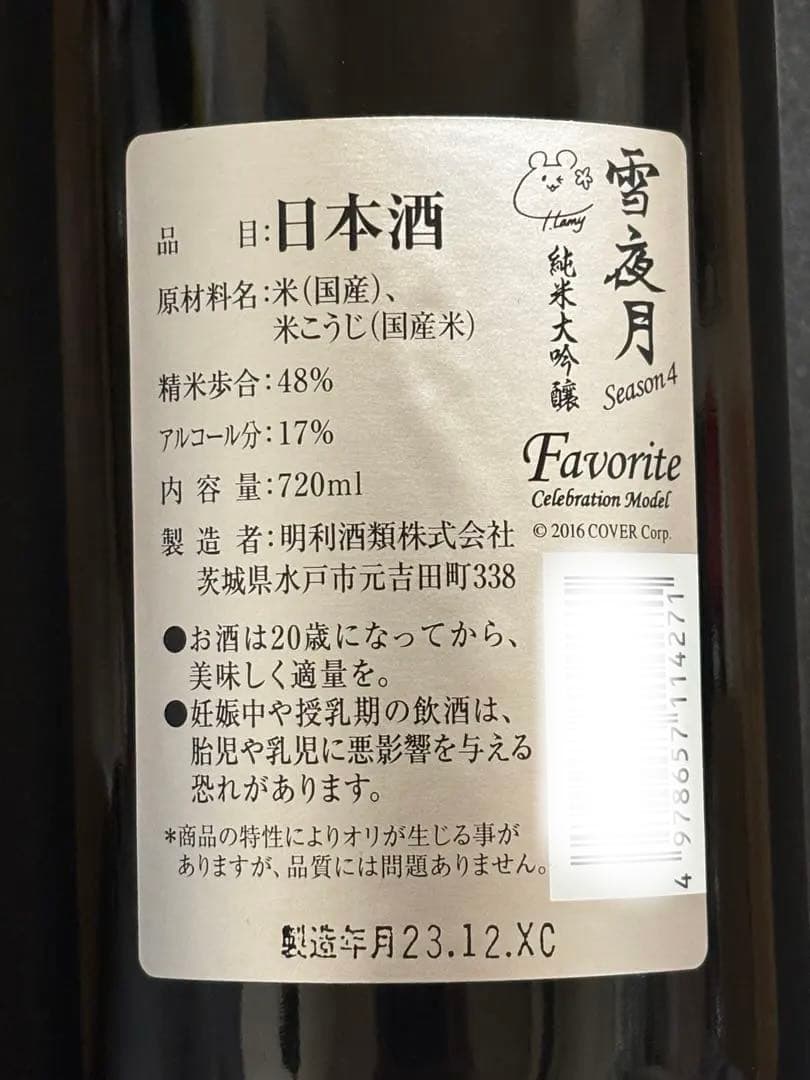 品 目:日本酒
原材料名:米(国産)、
米こうじ(国産米)
精米歩合:48%
アルコール分:17%
内容量:720ml
製造者:明利酒類株式会社
茨城県水戸市元吉田町338
●お酒は20歳になってから、
美味しく適量を。
●妊娠中や授乳期の飲酒は、
胎児や乳児に悪影響を与える
恐れがあります。
*商品の特性によりオリが生じる事が
ありますが、品質には問題ありません。
製造年月23.12.XC
雪夜月
純米大吟醸
Season4
Favorite
Celebration Model
© 2016 COVER Corp.
4 978657 114271